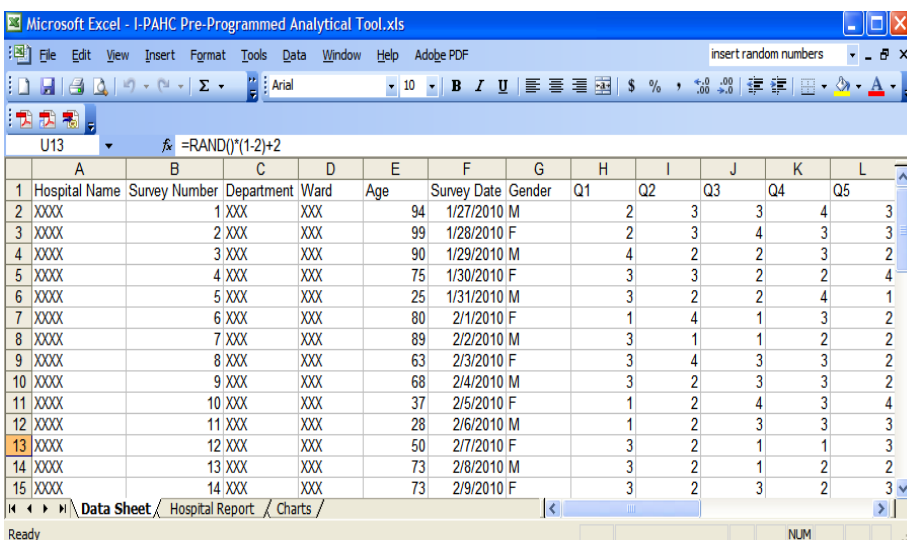 Microsoft Excel - I-PAHC Pre-Programmed Analytical Tool.xls
File Edit View Insert Format Tools Data Window Help Adobe PDF insert random numbers
Arial 10 B I U $ % ,
U13 fx =RAND()*(1-2)+2
A B C D E F G H I J K L
1 Hospital Name Survey Number Department Ward Age Survey Date Gender Q1 Q2 Q3 Q4 Q5
2 XXXX 1 XXX XXX 94 1/27/2010 M 2 3 3 4 3
3 XXXX 2 XXX XXX 99 1/28/2010 F 2 3 4 3 3
4 XXXX 3 XXX XXX 90 1/29/2010 M 4 2 2 3 2
5 XXXX 4 XXX XXX 75 1/30/2010 F 3 3 2 2 4
6 XXXX 5 XXX XXX 25 1/31/2010 M 3 2 2 4 1
7 XXXX 6 XXX XXX 80 2/1/2010 F 1 4 1 3 2
8 XXXX 7 XXX XXX 89 2/2/2010 M 3 1 1 2 2
9 XXXX 8 XXX XXX 63 2/3/2010 F 3 4 3 3 2
10 XXXX 9 XXX XXX 68 2/4/2010 M 3 2 3 3 2
11 XXXX 10 XXX XXX 37 2/5/2010 F 1 2 4 3 4
12 XXXX 11 XXX XXX 28 2/6/2010 M 1 2 3 3 3
13 XXXX 12 XXX XXX 50 2/7/2010 F 3 2 1 1 3
14 XXXX 13 XXX XXX 73 2/8/2010 M 3 2 1 2 2
15 XXXX 14 XXX XXX 73 2/9/2010 F 3 2 3 2 3
Data Sheet Hospital Report Charts
Ready NUM